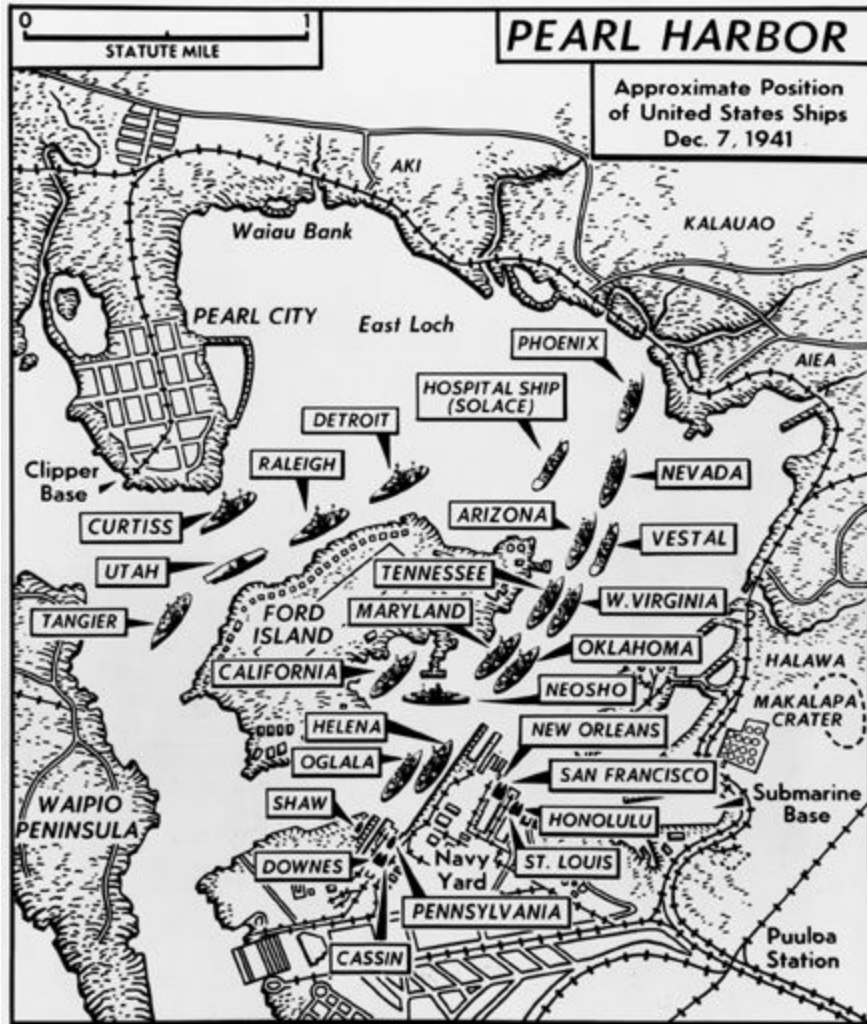 0 1
STATUTE MILE
PEARL HARBOR
Approximate Position
of United States Ships
Dec. 7, 1941
AKI
Waiau Bank
KALAUAO
PEARL CITY
East Loch
PHOENIX
AIEA
HOSPITAL SHIP
(SOLACE)
DETROIT
RALEIGH
Clipper
Base
NEVADA
CURTISS
ARIZONA
VESTAL
UTAH
TENNESSEE
W. VIRGINIA
MARYLAND
TANGIER
FORD
ISLAND
OKLAHOMA
CALIFORNIA
HALAWA
NEOSHO
MAKALAPA
CRATER
HELENA
NEW ORLEANS
OGLALA
SAN FRANCISCO
SHAW
WAIPIO
PENINSULA
Submarine
Base
HONOLULU
DOWNES
Navy
Yard
ST. LOUIS
PENNSYLVANIA
CASSIN
Puuloa
Station